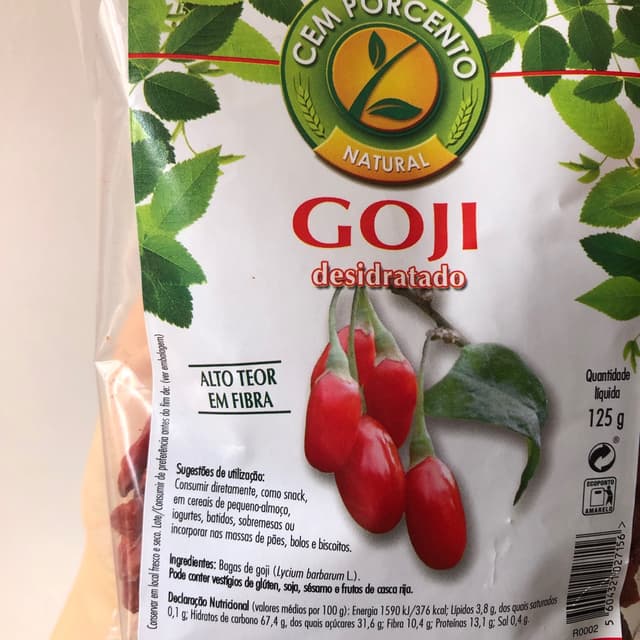 CEM PORCENTO
NATURAL
GOJI
desidratado
ALTO TEOR
EM FIBRA
Quantidade
líquida
125 g
ECOPONTO
AMARELO
Sugestões de utilização:
Consumir diretamente, como snack,
em cereais de pequeno-almoço,
iogurtes, batidos, sobremesas ou
incorporar nas massas de pães, bolos e biscoitos.
Ingredientes: Bagas de goji (Lycium barbarum L.).
Pode conter vestígios de glúten, soja, sésamo e frutas de casca rija.
Declaração Nutricional (valores médios por 100 g): Energia 1590 kJ/376 kcal; Lípidos 3,8 g, dos quais saturados
0,1 g; Hidratos de carbono 67,4 g, dos quais açúcares 31,6 g; Fibra 10,4 g; Proteínas 13,1 g; Sal 0,4 g.
Conservar em local fresco e seco. Lote/Consumir de preferência antes do fim de: (ver embalagem)
5 604321 027156 >
R0002